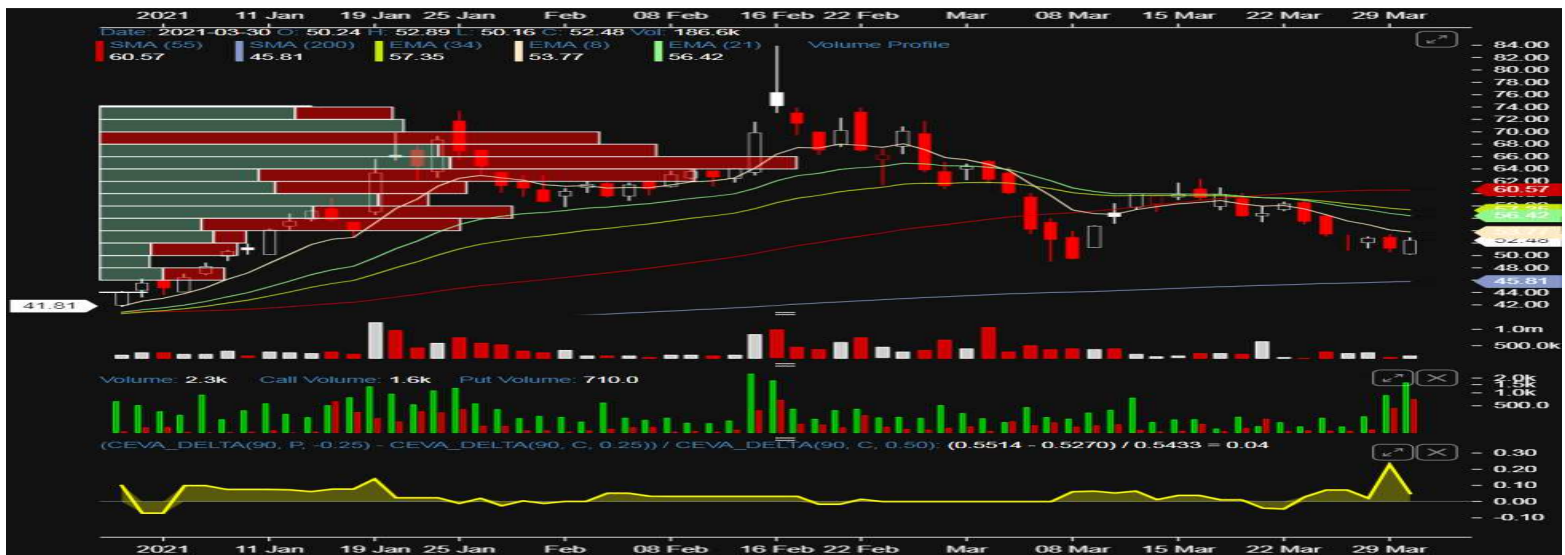 2021 11 Jan 19 Jan 25 Jan Feb 08 Feb 16 Feb 22 Feb Mar 08 Mar 15 Mar 22 Mar 29 Mar
Date: 2021-03-30 O: 50.24 H: 52.89 L: 50.16 C: 52.48 Vol: 186.6k
SMA (55) SMA (200) EMA (34) EMA (8) EMA (21) Volume Profile
60.57 45.81 57.35 53.77 56.42
84.00
82.00
80.00
78.00
76.00
74.00
72.00
70.00
68.00
66.00
64.00
62.00
60.57
56.42
53.77
52.48
50.00
48.00
45.81
44.00
41.81
42.00
1.0m
500.0k
Volume: 2.3k Call Volume: 1.6k Put Volume: 710.0
2.0k
1.5k
1.0k
500.0
(CEVA_DELTA(90, P, -0.25) - CEVA_DELTA(90, C, 0.25)) / CEVA_DELTA(90, C, 0.50): (0.5514 - 0.5270) / 0.5433 = 0.04
0.30
0.20
0.10
0.00
-0.10
2021 11 Jan 19 Jan 25 Jan Feb 08 Feb 16 Feb 22 Feb Mar 08 Mar 15 Mar 22 Mar 29 Mar